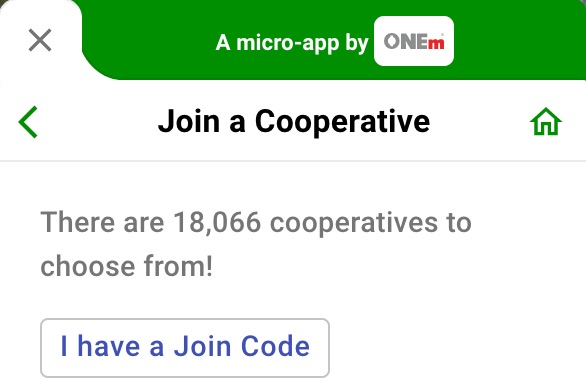 A micro-app by ONEm
Join a Cooperative
There are 18,066 cooperatives to
choose from!
I have a Join Code